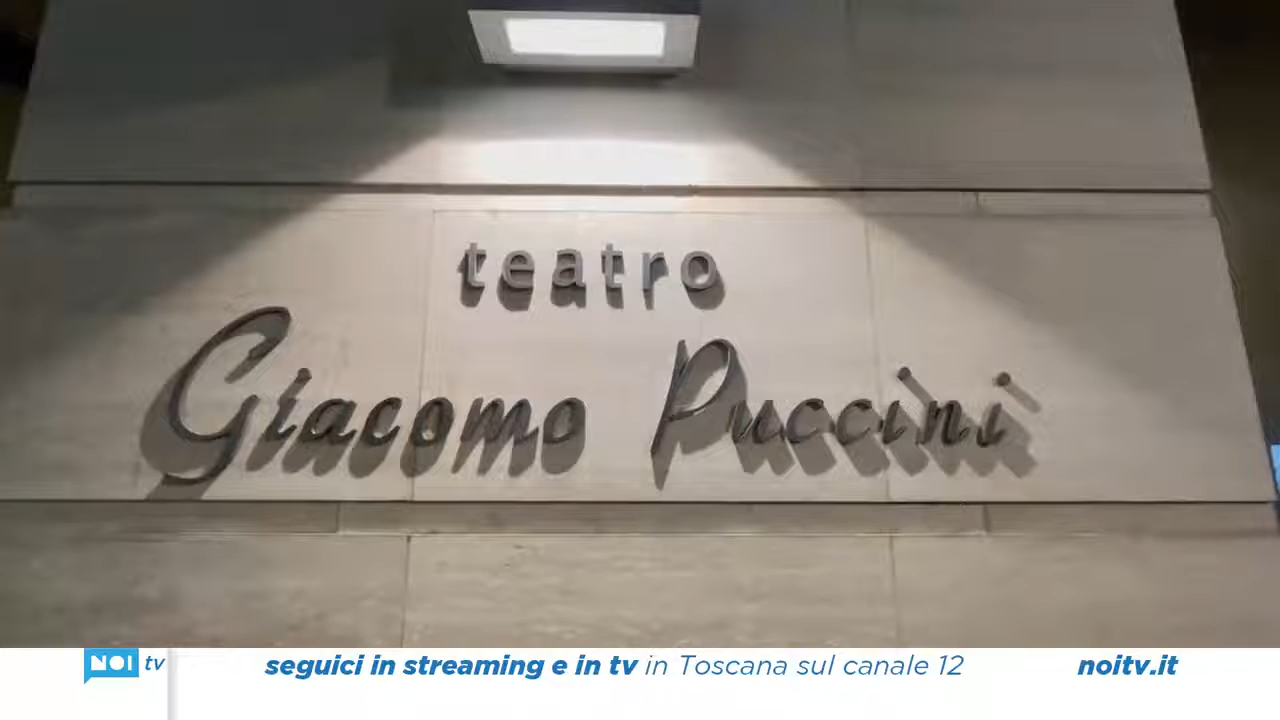 teatro
Giacomo Puccini
NOI tv
seguici in streaming e in tv in Toscana sul canale 12
noitv.it